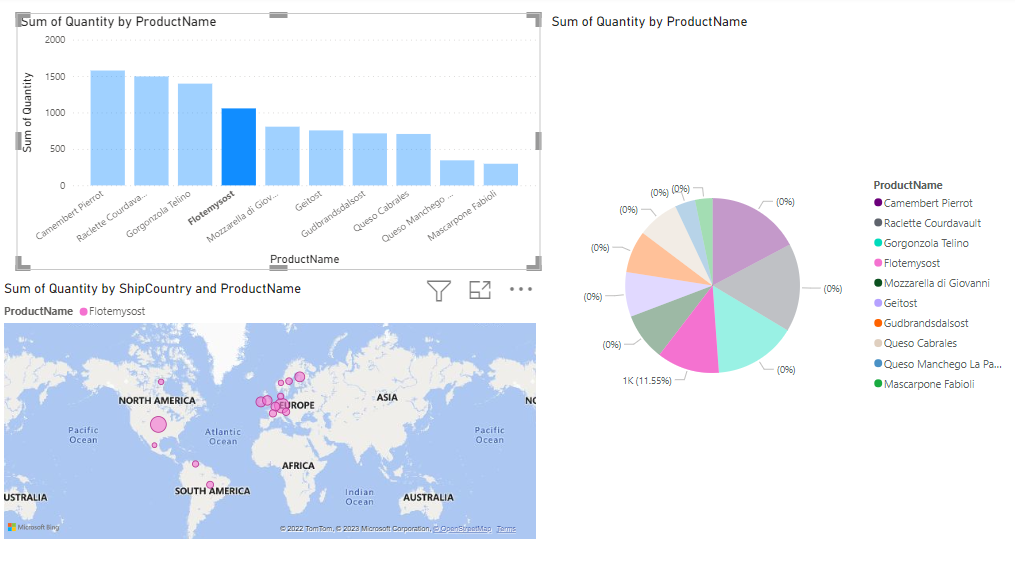 Sum of Quantity by ProductName
2000
1500
1000
500
0
Sum of Quantity
Camembert Pierrot
Raclette Courdava...
Gorgonzola Telino
Flotemysost
Mozzarella di Giov...
Geitost
Gudbrandsdalsost
Queso Cabrales
Queso Manchego ...
Mascarpone Fabioli
ProductName
Sum of Quantity by ProductName
(0%)
(0%)
(0%)
1K (11.55%)
(0%)
(0%)
(0%)
(0%)
(0%)
(0%)
ProductName
Camembert Pierrot
Raclette Courdavault
Gorgonzola Telino
Flotemysost
Mozzarella di Giovanni
Geitost
Gudbrandsdalsost
Queso Cabrales
Queso Manchego La Pa...
Mascarpone Fabioli
Sum of Quantity by ShipCountry and ProductName
ProductName Flotemysost
NORTH AMERICA
EUROPE
ASIA
NO
Pacific
Ocean
Atlantic
Ocean
Pacific
Ocean
AFRICA
SOUTH AMERICA
Indian
Ocean
USTRALIA
AUSTRALIA
Microsoft Bing
© 2022 TomTom, © 2023 Microsoft Corporation, © OpenStreetMap Terms